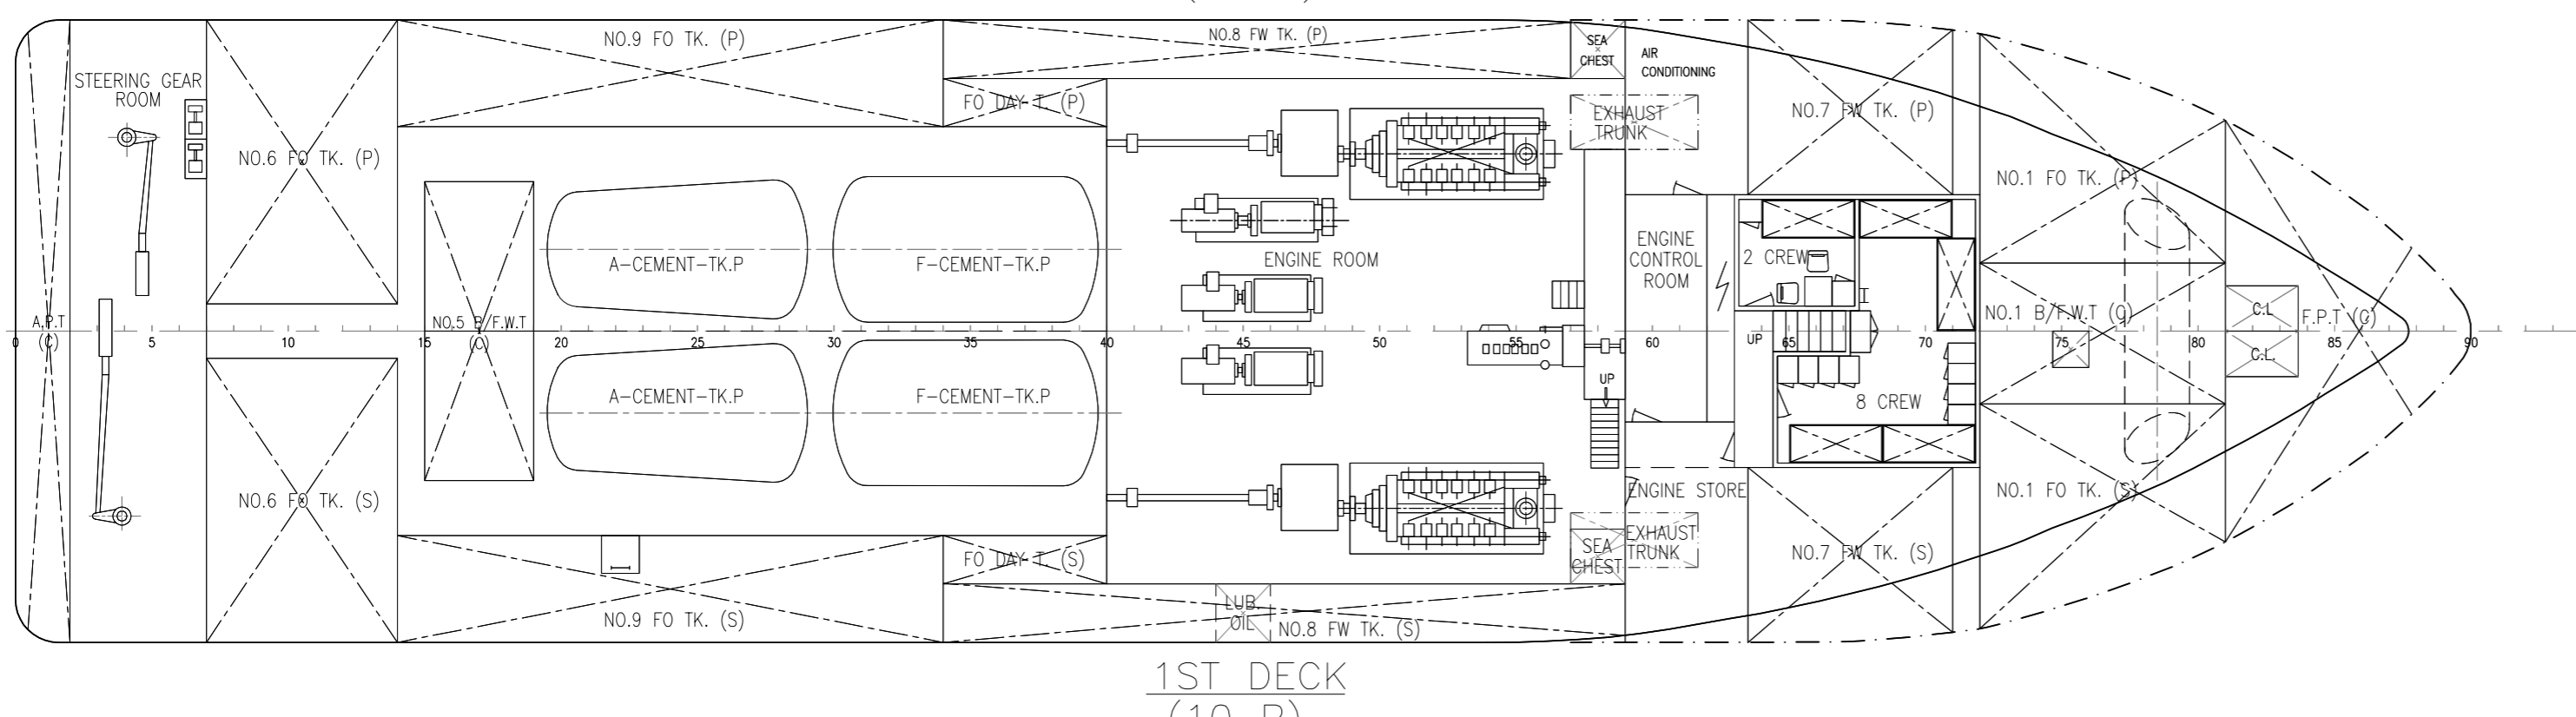 NO.9 FO TK. (P)
NO.8 FW TK. (P)
SEA
CHEST
AIR
CONDITIONING
STEERING GEAR
ROOM
FO DAY T. (P)
EXHAUST
TRUNK
NO.7 FW TK. (P)
NO.6 FO TK. (P)
NO.1 FO TK. (P)
A-CEMENT-TK.P
F-CEMENT-TK.P
ENGINE ROOM
ENGINE
CONTROL
ROOM
2 CREW
A.P.T
(C)
NO.5 B/F.W.T
(C)
NO.1 B/F.W.T (C)
C.L
F.P.T (C)
0 5 10 15 20 25 30 35 40 45 50 55 60 65 70 75 80 85 90
UP
C.L.
UP
A-CEMENT-TK.P
F-CEMENT-TK.P
8 CREW
NO.6 FO TK. (S)
ENGINE STORE
NO.1 FO TK. (S)
EXHAUST
TRUNK
SEA
CHEST
FO DAY T. (S)
NO.7 FW TK. (S)
LUB.
OIL
NO.9 FO TK. (S)
NO.8 FW TK. (S)
1ST DECK